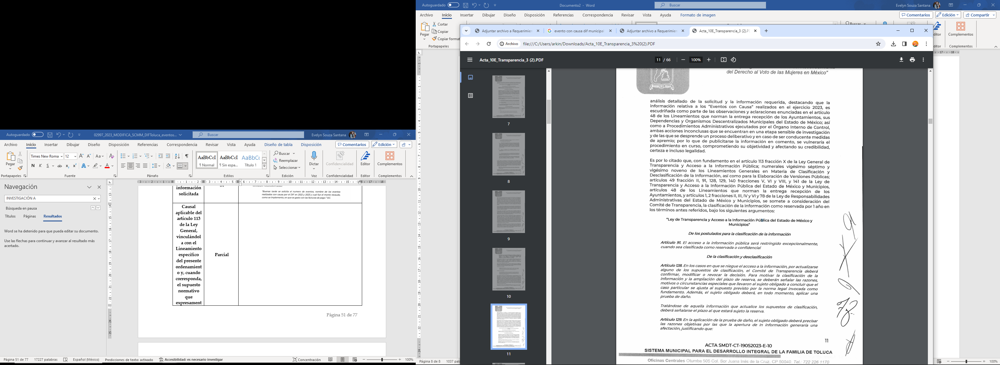 Autoguardado
02997_2023_MODIFICA_SCMM_DIFToluca_eventos...
Buscar
Evelyn Souza Santana
Archivo Inicio Insertar Dibujar Diseño Disposición Referencias Correspondencia Revisar Vista Ayuda Diseño de tabla Disposición
Comentarios
Edición
Pegar
Times New Roma 12
N K S ab x₂ x²
AaBbCcI AaBbCcI AaBbCc
¶ Normal ¶ Sin espa... Título 1
Buscar
Reemplazar
Seleccionar
Dictar
Confidencialidad
Editor
Complementos
Portapapeles Fuente Párrafo Estilos Edición Voz Confidencialidad Editor Complementos
Navegación
INVESTIGACIÓN A
Búsqueda en pausa
Títulos Páginas Resultados
Word se ha detenido para que pueda editar su documento.
Use las flechas para continuar y avanzar al resultado más
acertado.
información
solicitada
"Buenas tarde se solicita el numero de eventos, nombre de los eventos
realizados con causa por el DIF en 2022 y 2023 y cual fue el monto recaudo,
como se implemento, en que se gasto con las facturas de pago." SIC.
Causal
aplicable del
artículo 113
de la Ley
General,
vinculándol
a con el
Lineamiento
específico
del presente
ordenamient
o y, cuando
corresponda,
el supuesto
normativo
que
expresament
Parcial
Página 51 de 77
Página 51 de 77 17227 palabras Español (México) Predicciones de texto: activado Accesibilidad: es necesario investigar
Concentración
100%
Autoguardado
Documento2 - Word
Buscar
Evelyn Souza Santana
Archivo Inicio Insertar Dibujar Diseño Disposición Referencias Correspondencia Revisar Vista Ayuda Formato de imagen
Comentarios
Edición
Compartir
Pegar
Cortar
Copiar
Copiar format
Portapapeles
Buscar
ditor
Complementos
ditor
Complementos
Adjuntar archivo a Requerimien
evento con causa dif municipal
Adjuntar archivo a Requerimien
Acta_10E_Transparencia_3 (2).P
Archivo
file:///C:/Users/arkin/Downloads/Acta_10E_Transparencia_3%20(2).PDF
Acta_10E_Transparencia_3 (2).PDF
11 / 66
100%
7
8
9
10
11
del Derecho al Voto de las Mujeres en México"
análisis detallado de la solicitud y la información requerida, destacando que la
información relativa a los "Eventos con Causa" realizados en el ejercicio 2023, es
escudriñada como parte de las observaciones y aclaraciones enunciadas en el artículo
48 de los Lineamientos que norman la entrega recepción de los Ayuntamientos, sus
Dependencias y Organismos Descentralizados Municipales del Estado de México; así
como a Procedimientos Administrativos ejecutados por el Órgano Interno de Control,
ambas acciones inconclusas que se encuentran en una etapa sensible de investigación
y de las que se desprende un proceso deliberativo y en caso de ser conducente medidas
de apremio; por lo que de publicitarse la información en comento, se vulneraría el
procedimiento en curso, comprometiendo su objetividad y afectando su credibilidad,
certeza e incluso legalidad.
Es por lo citado que, con fundamento en el artículo 113 fracción X de la Ley General de
Transparencia y Acceso a la Información Pública; numerales vigésimo séptimo y
vigésimo noveno de los Lineamientos Generales en Materia de Clasificación y
Desclasificación de la Información, así como para la Elaboración de Versiones Públicas;
artículos 49 fracción II, 91, 128, 129, 140 fracciones V, VI y VIII, y 141 de la Ley de
Transparencia y Acceso a la Información Pública del Estado de México y Municipios,
artículos 48 de los Lineamientos que norman la entrega recepción de los
Ayuntamientos, y artículos 1, 2 fracciones II, III, IV y VI y 78 de la Ley de Responsabilidades
Administrativas del Estado de México y Municipios, se somete a consideración del
Comité de Transparencia, la clasificación de la información como reservada por 1 año en
los términos antes referidos, bajo los siguientes argumentos:
"Ley de Transparencia y Acceso a la Información Pública del Estado de México y
Municipios"
De los postulados para la clasificación de la información
Artículo 91. El acceso a la información pública será restringido excepcionalmente,
cuando sea clasificada como reservada o confidencial
De la clasificación y desclasificación
Artículo 128. En los casos en que se niegue el acceso a la información, por actualizarse
alguno de los supuestos de clasificación, el Comité de Transparencia deberá
confirmar, modificar o revocar la decisión. Para motivar la clasificación de la
información y la ampliación del plazo de reserva, se deberán señalar las razones,
motivos o circunstancias especiales que llevaron al sujeto obligado a concluir que el
caso particular se ajusta al supuesto previsto por la norma legal invocada como
fundamento. Además, el sujeto obligado deberá, en todo momento, aplicar una
prueba de daño.
Tratándose de aquella información que actualice los supuestos de clasificación,
deberá señalarse el plazo al que estará sujeto la reserva.
Artículo 129. En la aplicación de la prueba de daño, el sujeto obligado deberá precisar
las razones objetivas por las que la apertura de In información generaría una
afectación, justificando que:
11
ACTA SMDT-CT-19052023-E-10
SISTEMA MUNICIPAL PARA EL DESARROLLO INTEGRAL DE LA FAMILIA DE TOLUCA
Oficinas Centrales Otumba 505 Col. Sor Juana Inés de la Cruz, CP 50040. Tel.: 722 226 1170
Página 8 de 8 1037 pala
100%